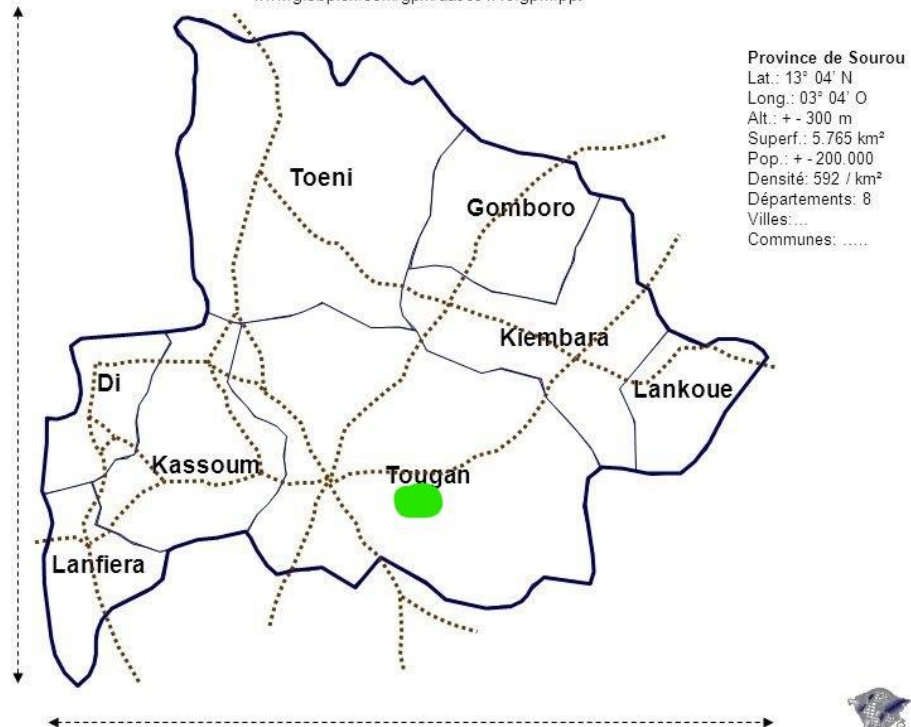 Province de Sourou
Lat.: 13° 04' N
Long.: 03° 04' O
Alt.: + - 300 m
Superf.: 5.765 km²
Pop.: + - 200.000
Densité: 592 / km²
Départements: 8
Villes:...
Communes: .....
Toeni
Gomboro
Kiembara
Di
Lankoue
Kassoum
Tougan
Lanfiera